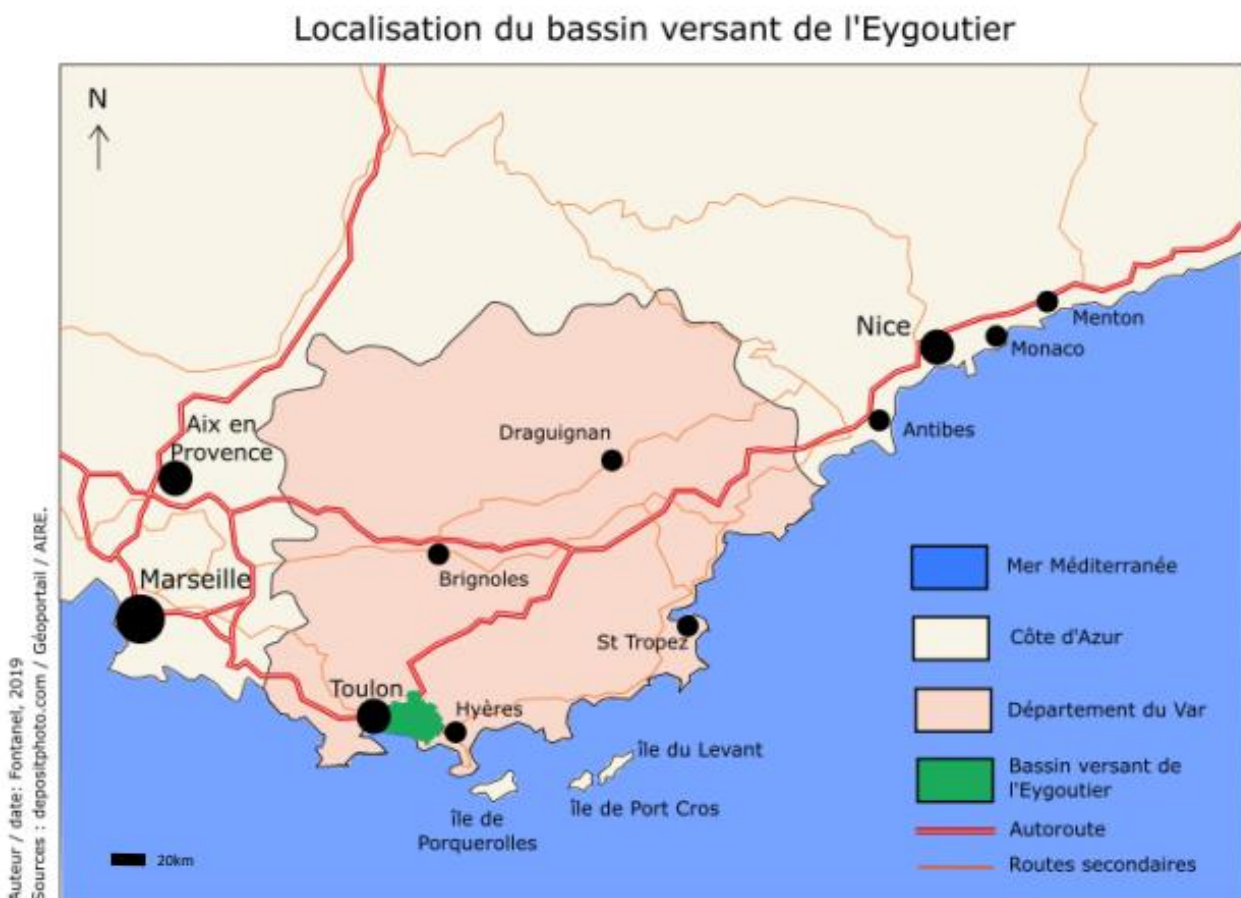 Localisation du bassin versant de l'Eygoutier
N
Nice
Menton
Monaco
Aix en
Provence
Draguignan
Antibes
Marseille
Brignoles
St Tropez
Toulon
Hyères
île du Levant
île de Port Cros
île de
Porquerolles
20km
Mer Méditerranée
Côte d'Azur
Département du Var
Bassin versant de
l'Eygoutier
Autoroute
Routes secondaires
Auteur / date: Fontanel, 2019
Sources : depositphoto.com / Géoportail / AIRE.